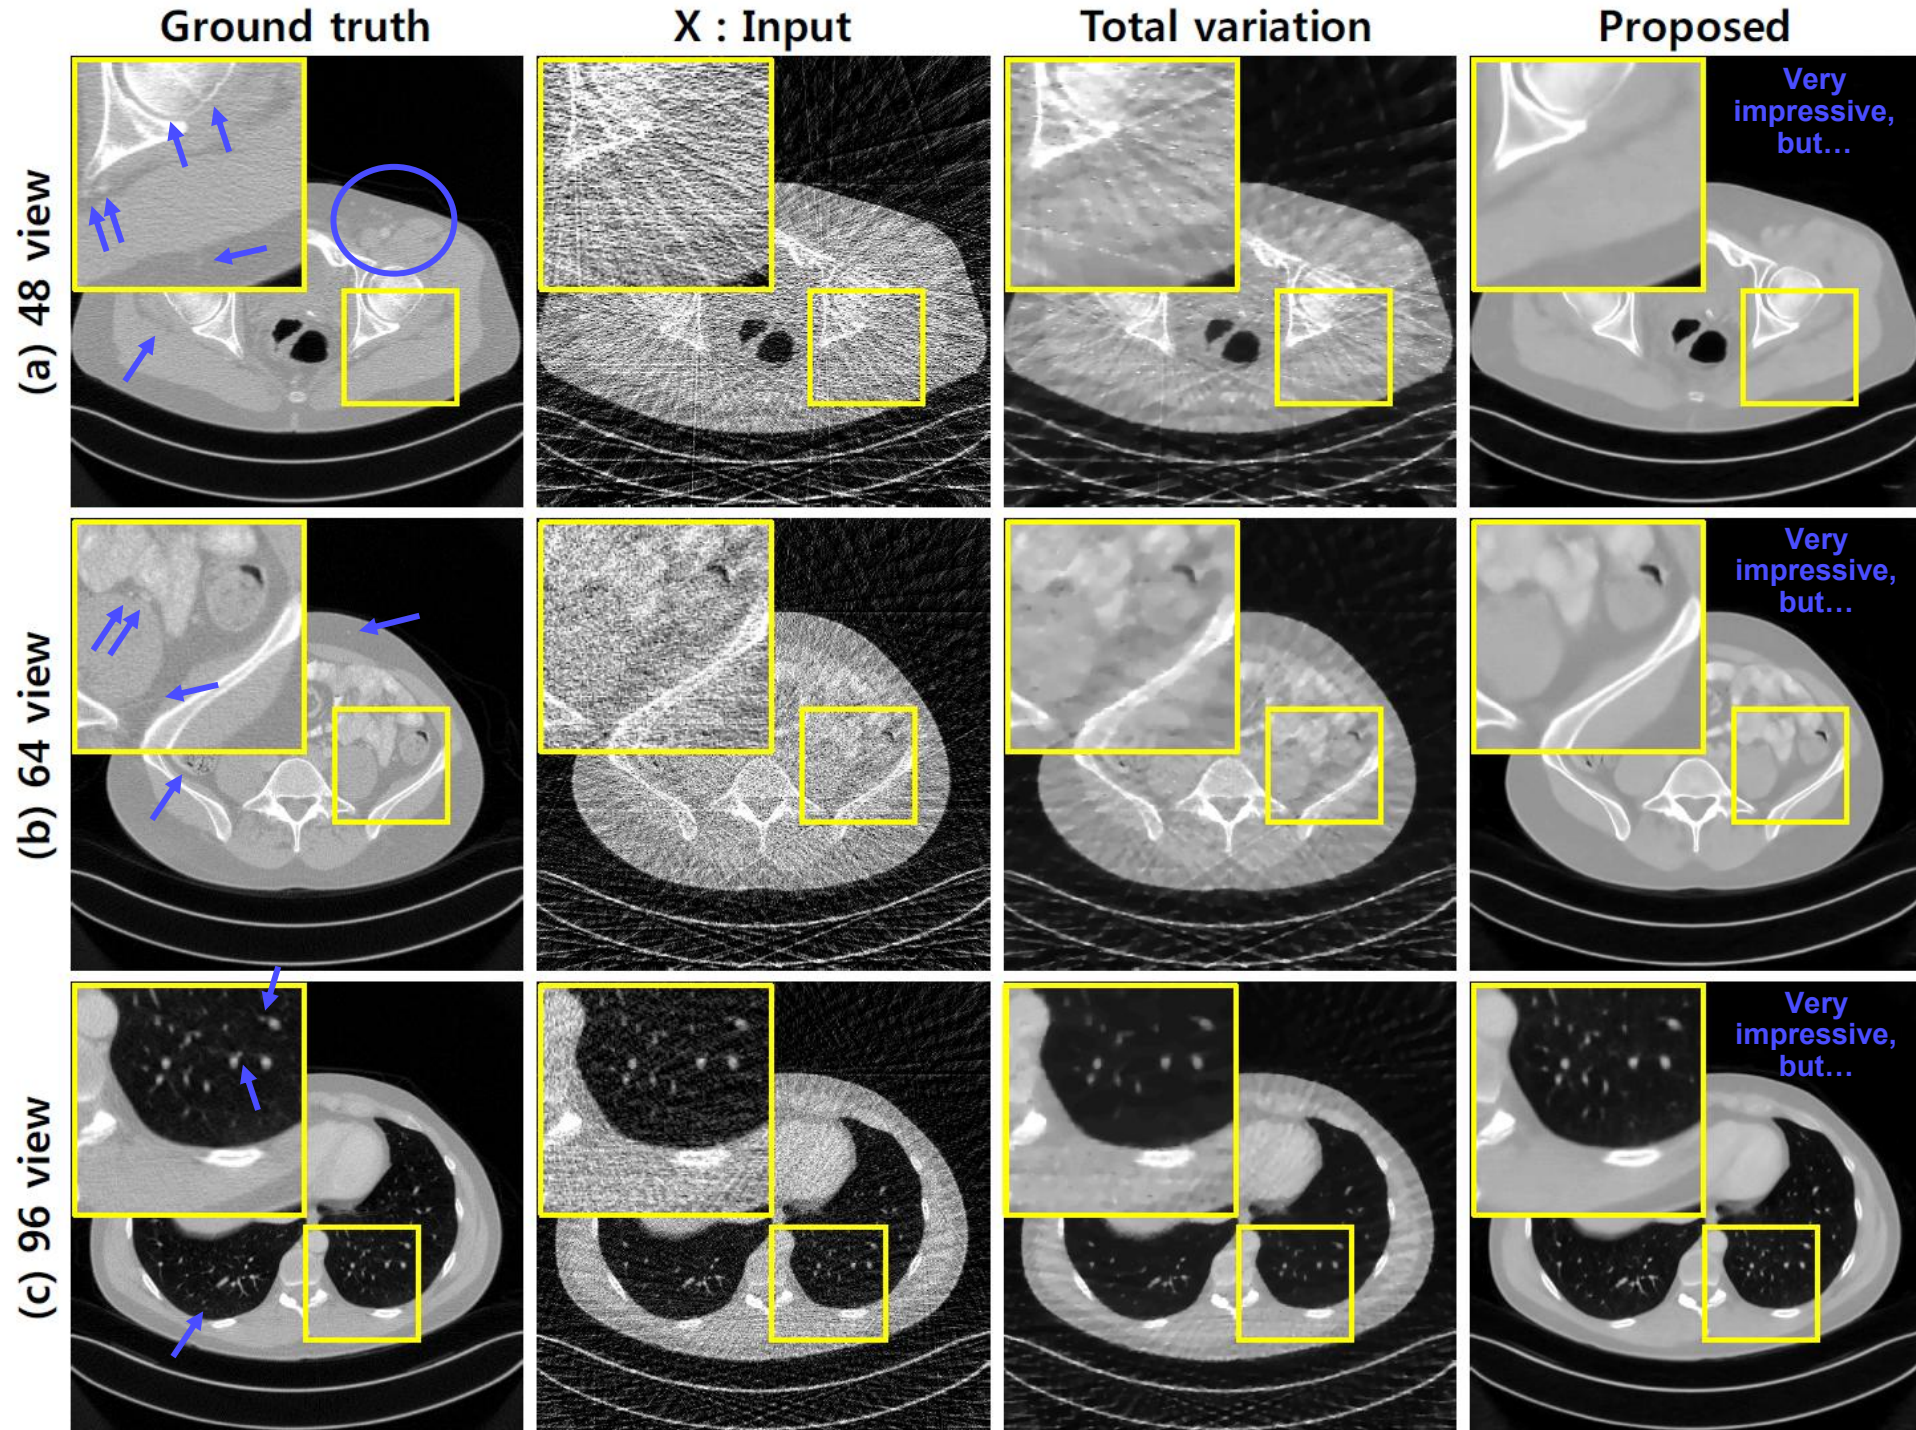 Ground truth
X : Input
Total variation
Proposed
(a) 48 view
Very
impressive,
but…
(b) 64 view
Very
impressive,
but…
(c) 96 view
Very
impressive,
but…